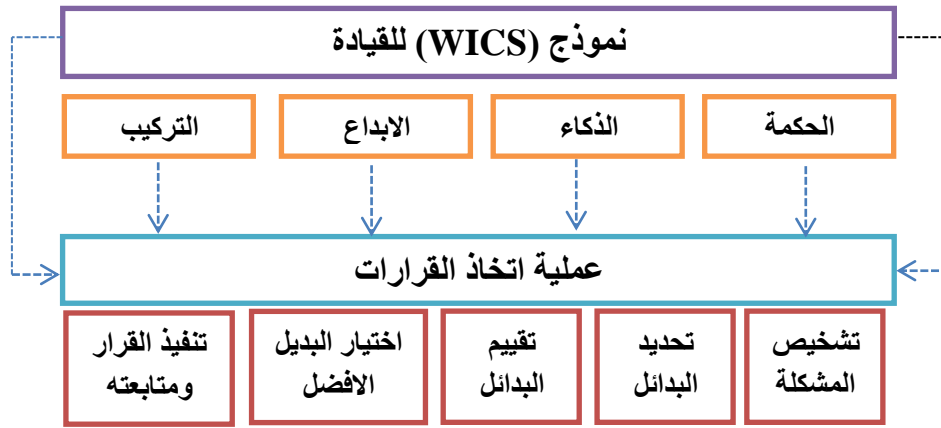 نموذج (WICS) للقيادة
الحكمة
الذكاء
الابداع
التركيب
عملية اتخاذ القرارات
تشخيص
المشكلة
تحديد
البدائل
تقييم
البدائل
اختيار البديل
الافضل
تنفيذ القرار
ومتابعته